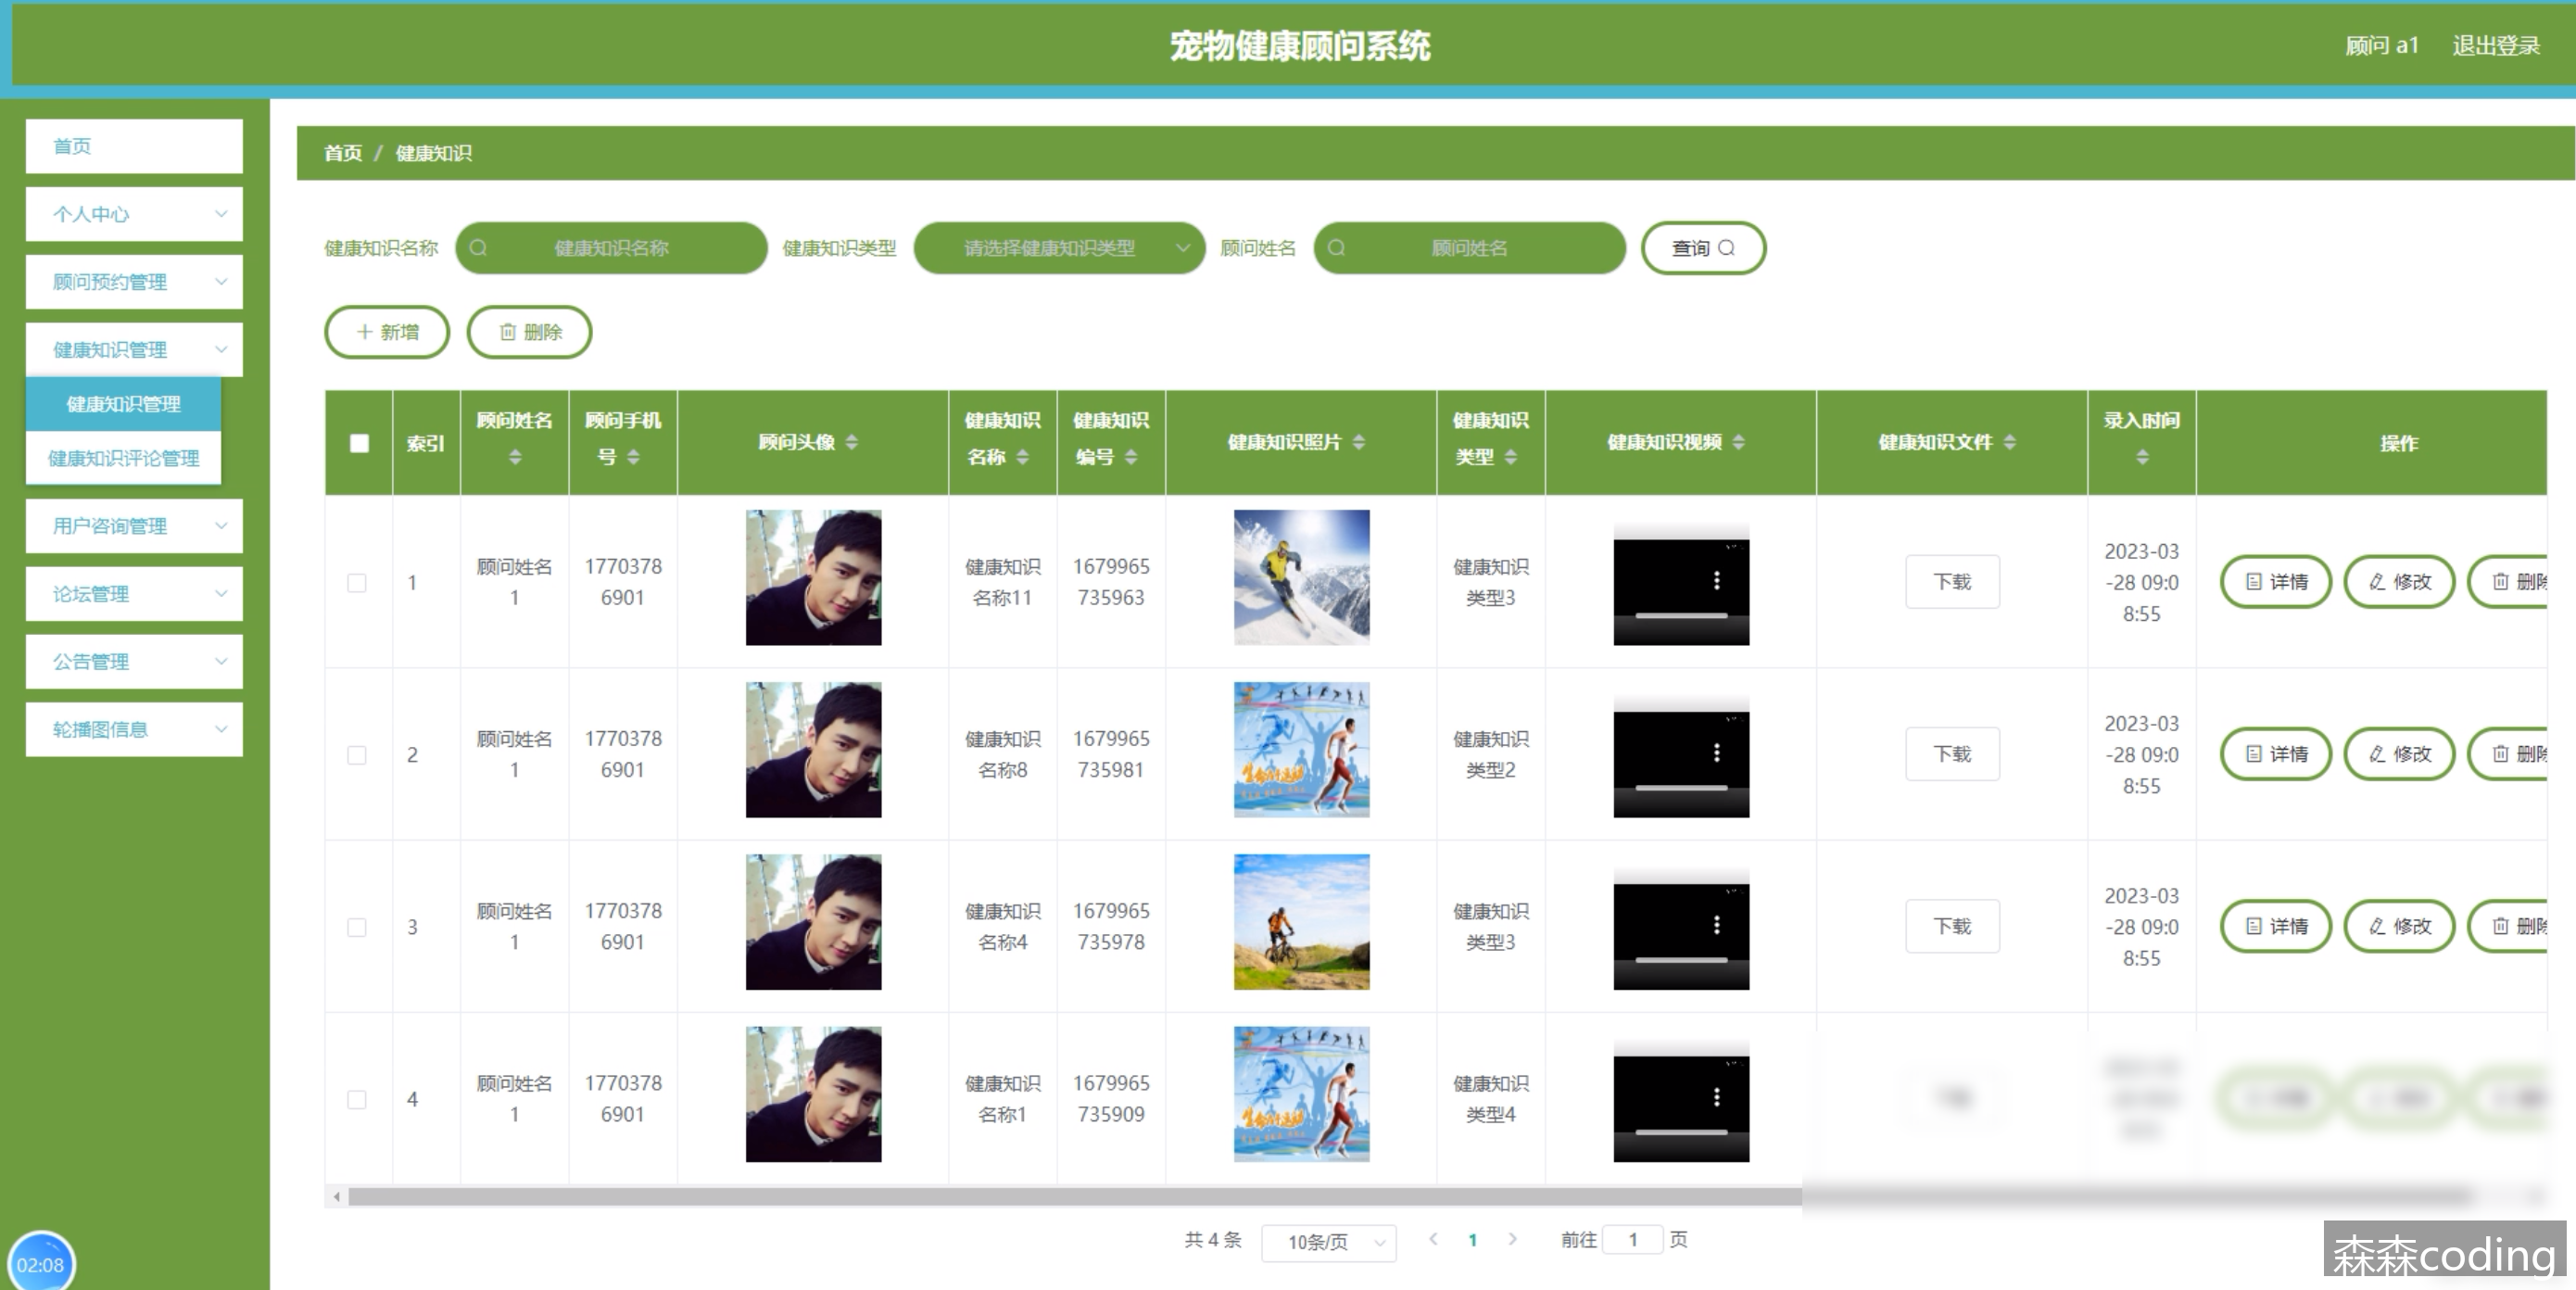 宠物健康顾问系统
顾问 a1 退出登录
首页
个人中心
顾问预约管理
健康知识管理
健康知识管理
健康知识评论管理
用户咨询管理
论坛管理
公告管理
轮播图信息
02:08
首页 / 健康知识
健康知识名称 健康知识名称 健康知识类型 请选择健康知识类型 顾问姓名 顾问姓名 查询
新增 删除
索引 顾问姓名 顾问手机号 顾问头像 健康知识名称 健康知识编号 健康知识照片 健康知识类型 健康知识视频 健康知识文件 录入时间 操作
1 顾问姓名1 17703786901 健康知识名称11 1679965735963 健康知识类型3 下载 2023-03-28 09:08:55 详情 修改 删除
2 顾问姓名1 17703786901 健康知识名称8 1679965735981 健康知识类型2 下载 2023-03-28 09:08:55 详情 修改 删除
3 顾问姓名1 17703786901 健康知识名称4 1679965735978 健康知识类型3 下载 2023-03-28 09:08:55 详情 修改 删除
4 顾问姓名1 17703786901 健康知识名称1 1679965735909 健康知识类型4
共 4 条 10条/页 1 前往 1 页
森森coding